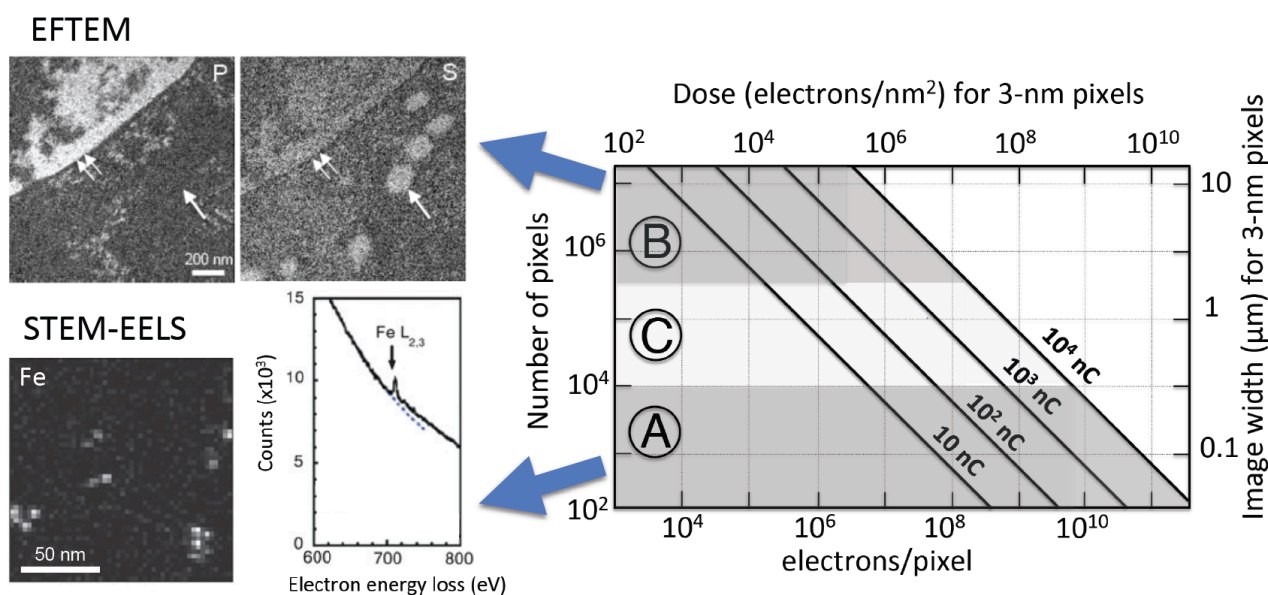 EFTEM
P
S
200 nm
STEM-EELS
Fe
50 nm
15
10
5
0
Counts (x10³)
Fe L₂,₃
600
700
800
Electron energy loss (eV)
Dose (electrons/nm²) for 3-nm pixels
10²
10⁴
10⁶
10⁸
10¹⁰
Number of pixels
10⁶
10⁴
10²
B
C
A
10 nC
10² nC
10³ nC
10⁴ nC
10
1
0.1
Image width (μm) for 3-nm pixels
10⁴
10⁶
10⁸
10¹⁰
electrons/pixel